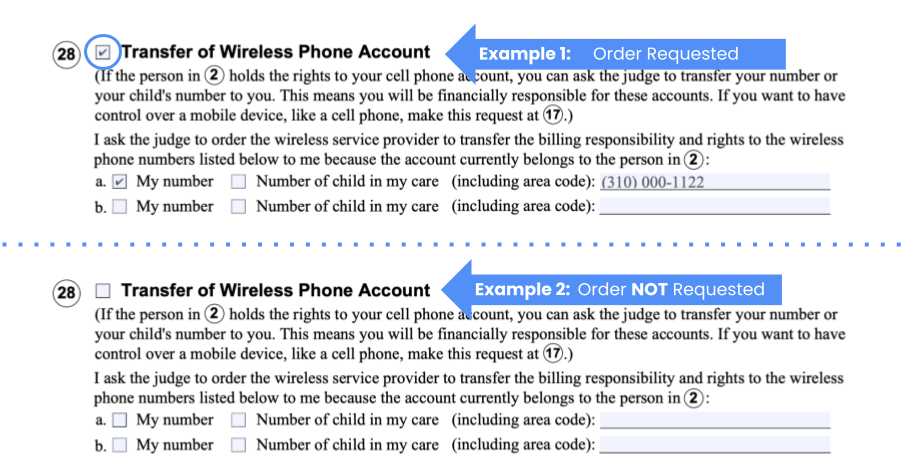 28 Transfer of Wireless Phone Account Example 1: Order Requested
(If the person in 2 holds the rights to your cell phone account, you can ask the judge to transfer your number or
your child's number to you. This means you will be financially responsible for these accounts. If you want to have
control over a mobile device, like a cell phone, make this request at 17.)
I ask the judge to order the wireless service provider to transfer the billing responsibility and rights to the wireless
phone numbers listed below to me because the account currently belongs to the person in 2:
a. My number Number of child in my care (including area code): (310) 000-1122
b. My number Number of child in my care (including area code):
28 Transfer of Wireless Phone Account Example 2: Order NOT Requested
(If the person in 2 holds the rights to your cell phone account, you can ask the judge to transfer your number or
your child's number to you. This means you will be financially responsible for these accounts. If you want to have
control over a mobile device, like a cell phone, make this request at 17.)
I ask the judge to order the wireless service provider to transfer the billing responsibility and rights to the wireless
phone numbers listed below to me because the account currently belongs to the person in 2:
a. My number Number of child in my care (including area code):
b. My number Number of child in my care (including area code):